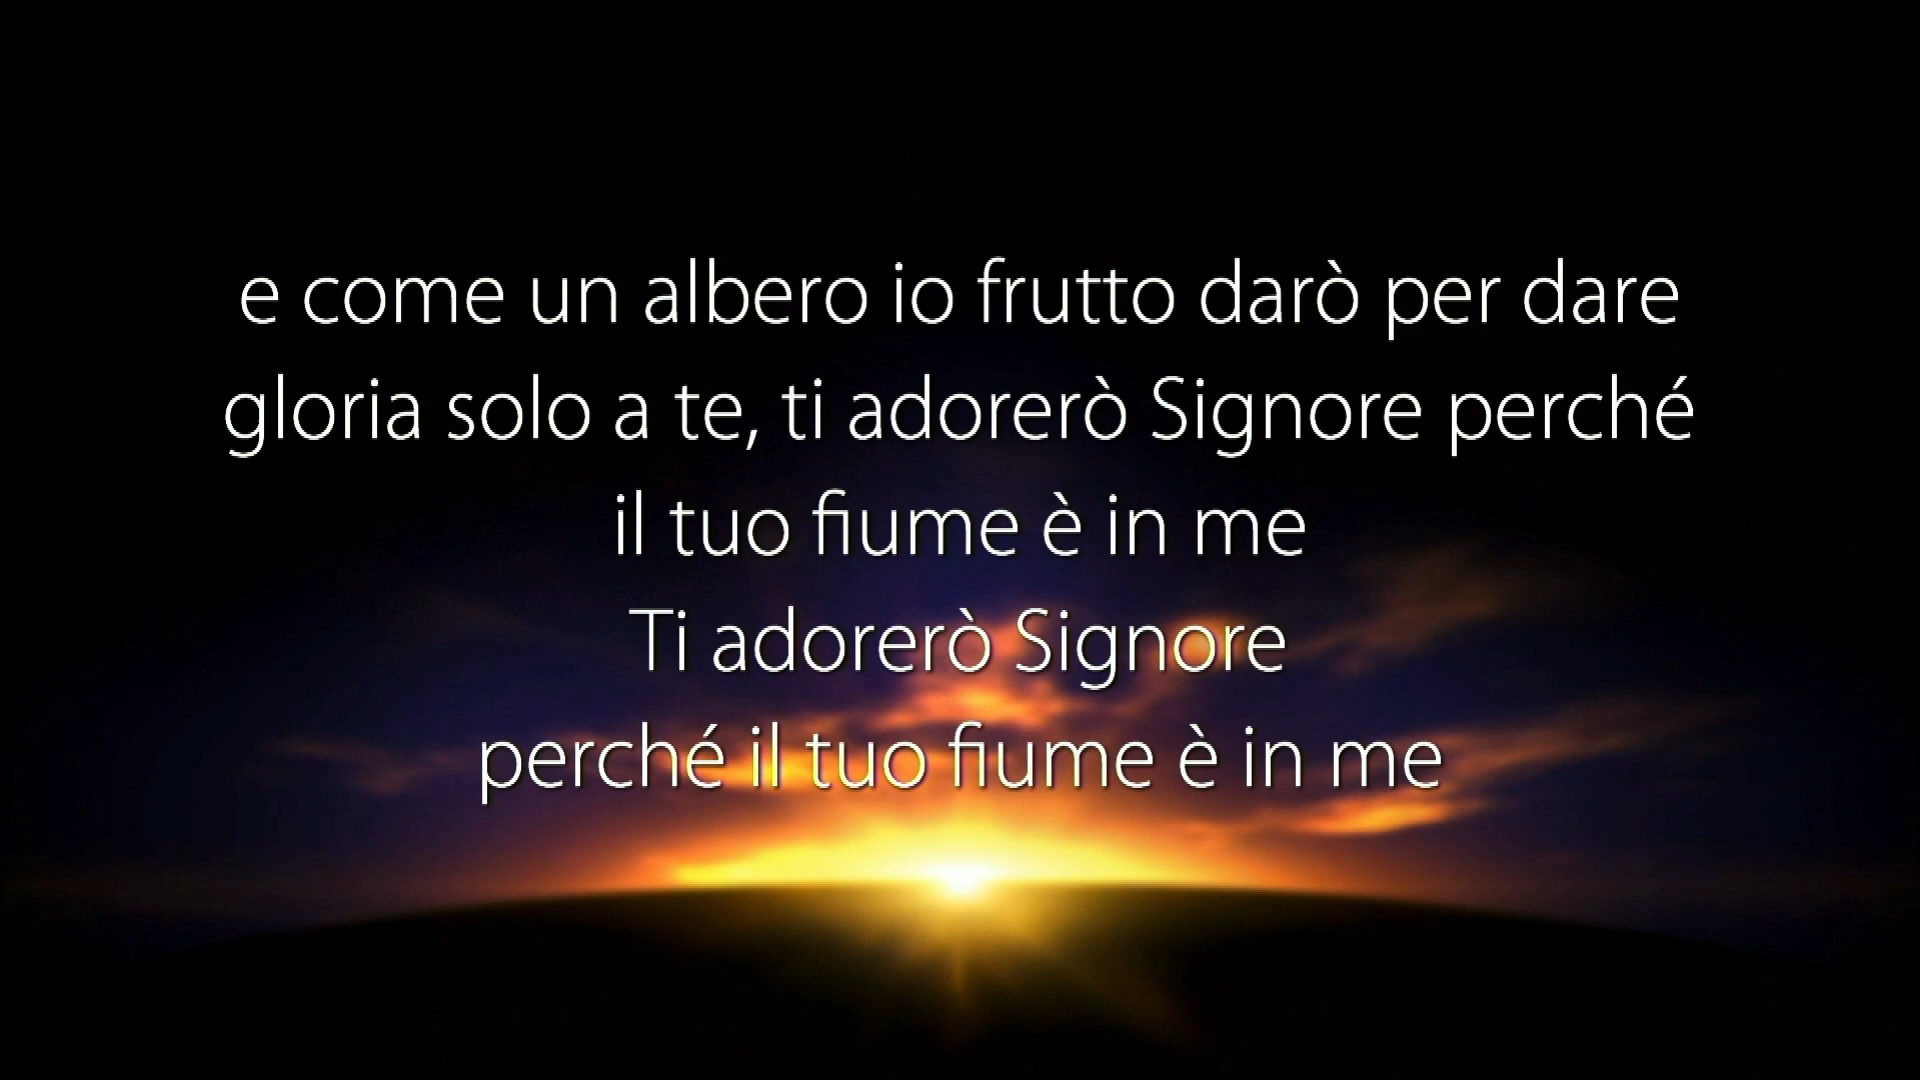 e come un albero io frutto darò per dare
gloria solo a te, ti adorerò Signore perché
il tuo fiume è in me
Ti adorerò Signore
perché il tuo fiume è in me